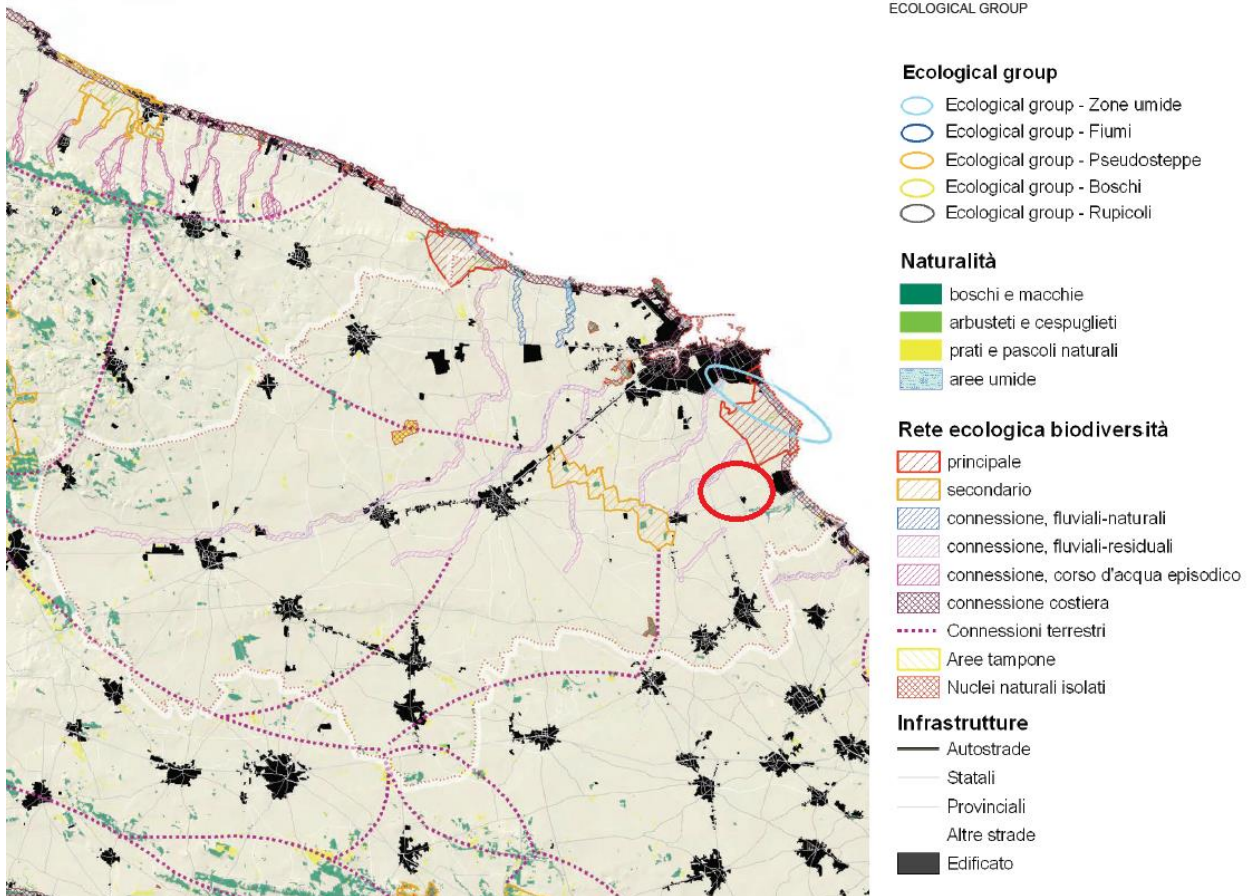 ECOLOGICAL GROUP
Ecological group
Ecological group - Zone umide
Ecological group - Fiumi
Ecological group - Pseudosteppe
Ecological group - Boschi
Ecological group - Rupicoli
Naturalità
boschi e macchie
arbusteti e cespuglieti
prati e pascoli naturali
aree umide
Rete ecologica biodiversità
principale
secondario
connessione, fluviali-naturali
connessione, fluviali-residuali
connessione, corso d'acqua episodico
connessione costiera
Connessioni terrestri
Aree tampone
Nuclei naturali isolati
Infrastrutture
Autostrade
Statali
Provinciali
Altre strade
Edificato